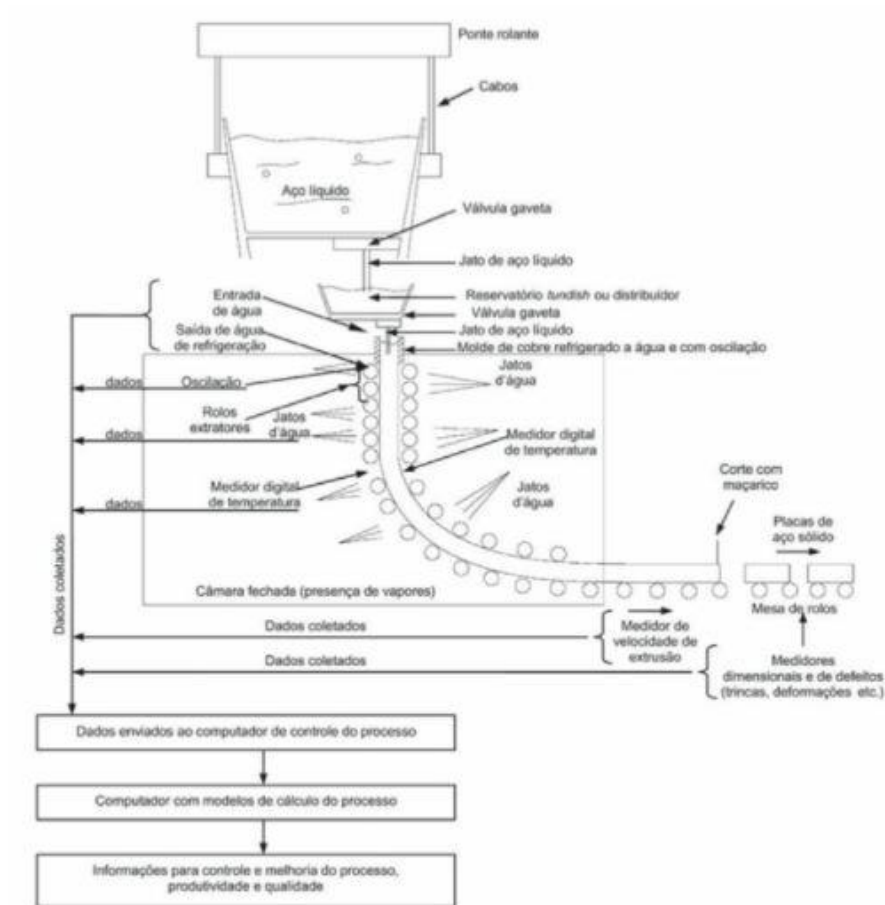 Ponte rolante
Cabos
Aço líquido
Válvula gaveta
Jato de aço líquido
Entrada
de água
Reservatório tundish ou distribuidor
Válvula gaveta
Saída de água
de refrigeração
Jato de aço líquido
Molde de cobre refrigerado a água e com oscilação
dados
Oscilação
Jatos
d'água
Rolos
extratores
Jatos
d'água
dados
Medidor digital
de temperatura
Medidor digital
de temperatura
dados
Jatos
d'água
Corte com
maçarico
Placas de
aço sólido
Câmara fechada (presença de vapores)
Mesa de rolos
Dados coletados
Dados coletados
Medidor de
velocidade de
extrusão
Dados coletados
Medidores
dimensionais e de defeitos
(trincas, deformações etc.)
Dados enviados ao computador de controle do processo
Computador com modelos de cálculo do processo
Informações para controle e melhoria do processo,
produtividade e qualidade